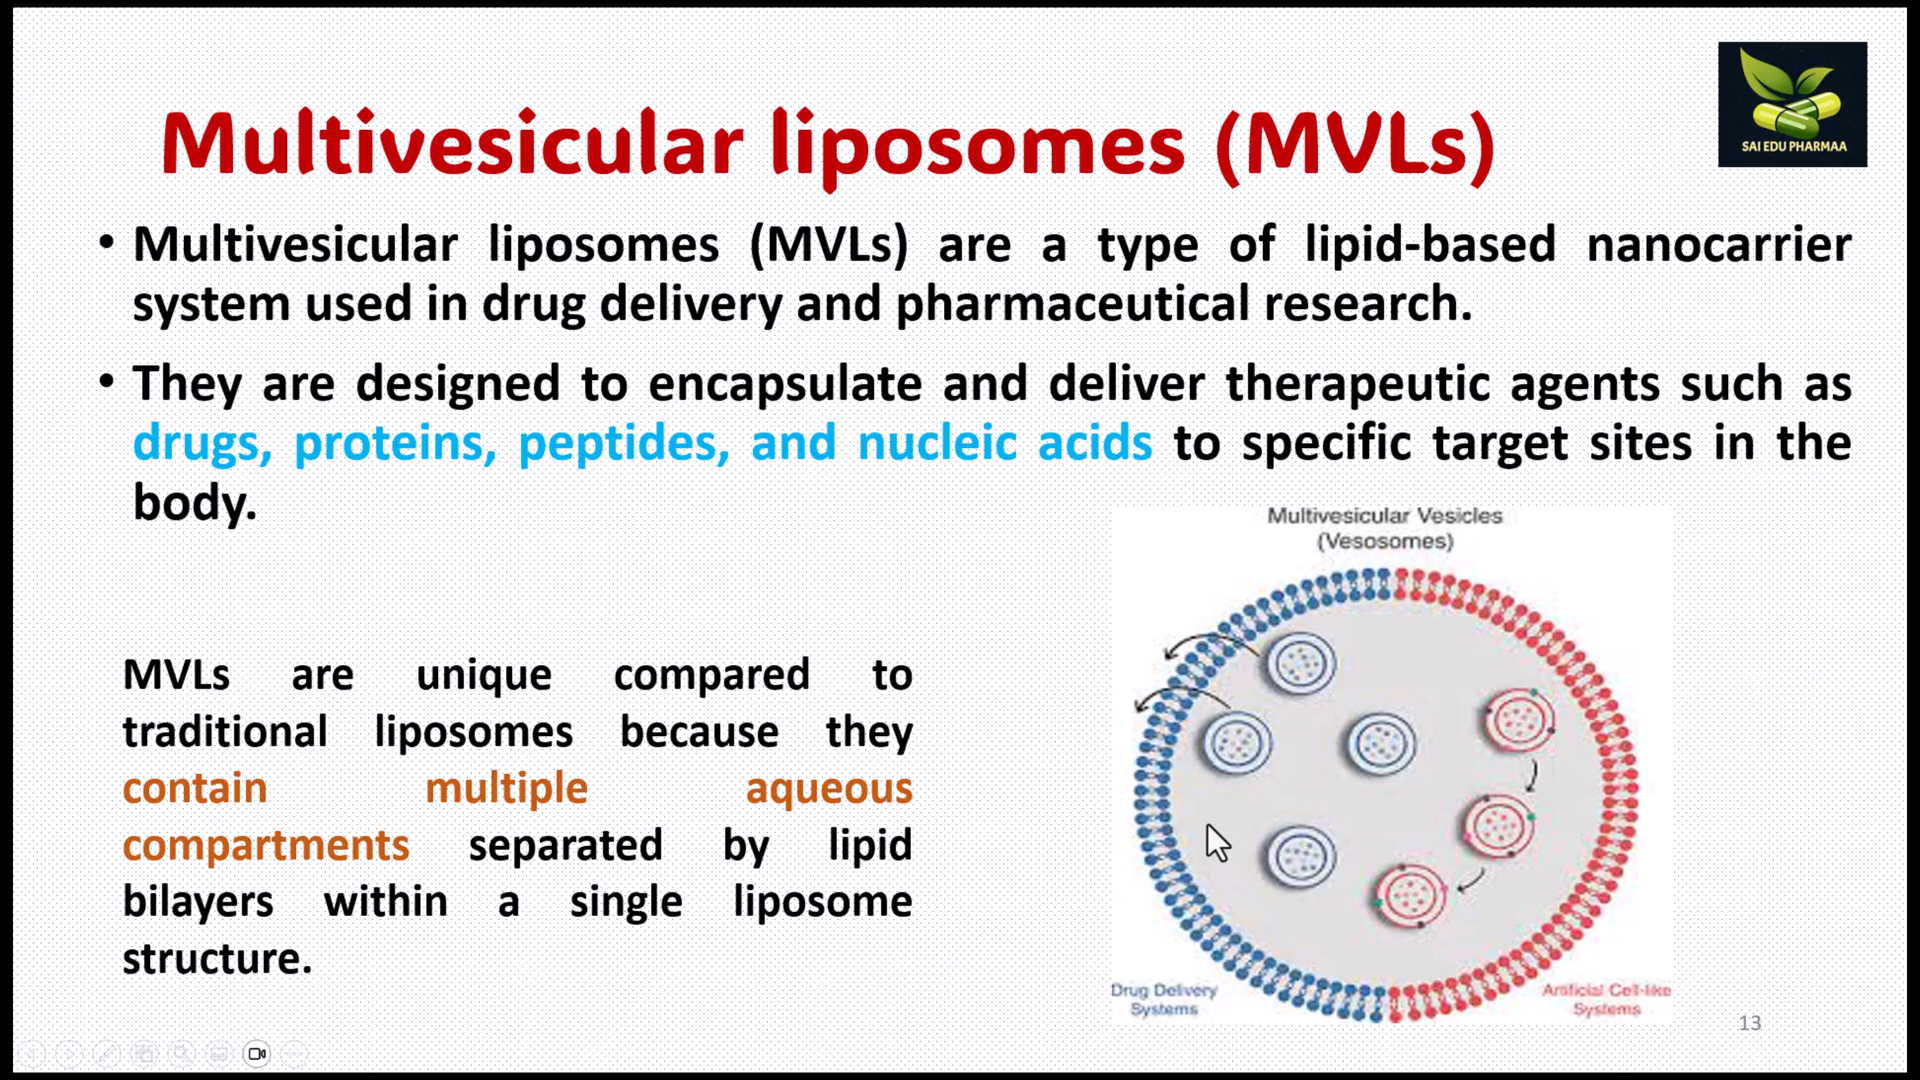 SAI EDU PHARMAA
Multivesicular liposomes (MVLs)
• Multivesicular liposomes (MVLs) are a type of lipid-based nanocarrier
system used in drug delivery and pharmaceutical research.
• They are designed to encapsulate and deliver therapeutic agents such as
drugs, proteins, peptides, and nucleic acids to specific target sites in the
body.
MVLs are unique compared to
traditional liposomes because they
contain multiple aqueous
compartments separated by lipid
bilayers within a single liposome
structure.
Multivesicular Vesicles
(Vesosomes)
Drug Delivery
Systems
Artificial Cell-like
Systems
13